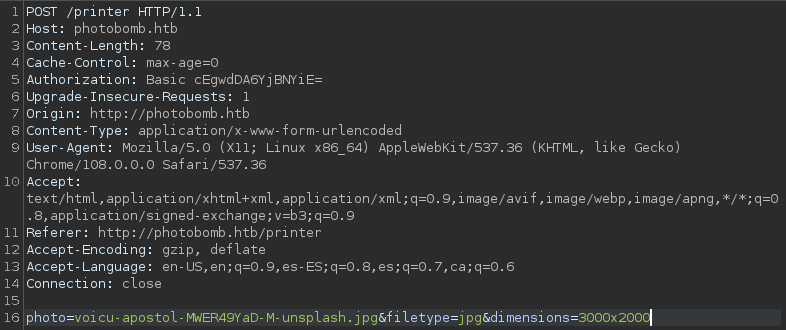 1 POST /printer HTTP/1.1
2 Host: photobomb.htb
3 Content-Length: 78
4 Cache-Control: max-age=0
5 Authorization: Basic cEgwdDA6YjBNYiE=
6 Upgrade-Insecure-Requests: 1
7 Origin: http://photobomb.htb
8 Content-Type: application/x-www-form-urlencoded
9 User-Agent: Mozilla/5.0 (X11; Linux x86_64) AppleWebKit/537.36 (KHTML, like Gecko)
Chrome/108.0.0.0 Safari/537.36
10 Accept:
text/html,application/xhtml+xml,application/xml;q=0.9,image/avif,image/webp,image/apng,*/*;q=0
.8,application/signed-exchange;v=b3;q=0.9
11 Referer: http://photobomb.htb/printer
12 Accept-Encoding: gzip, deflate
13 Accept-Language: en-US,en;q=0.9,es-ES;q=0.8,es;q=0.7,ca;q=0.6
14 Connection: close
15
16 photo=voicu-apostol-MWER49YaD-M-unsplash.jpg&filetype=jpg&dimensions=3000x2000